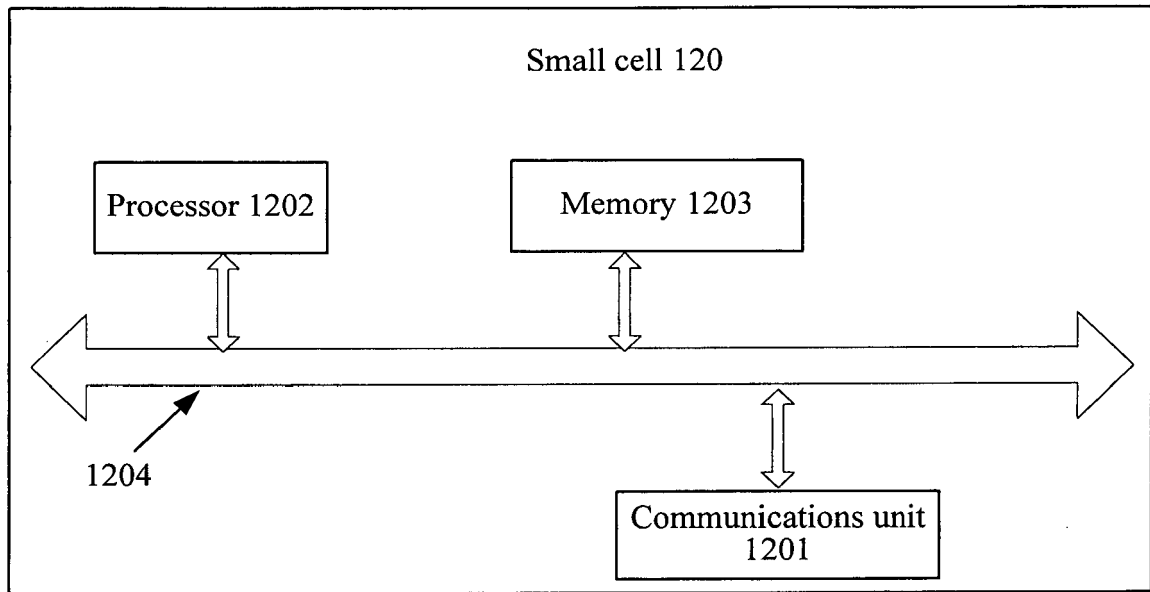 Small cell 120
Processor 1202
Memory 1203
1204
Communications unit
1201